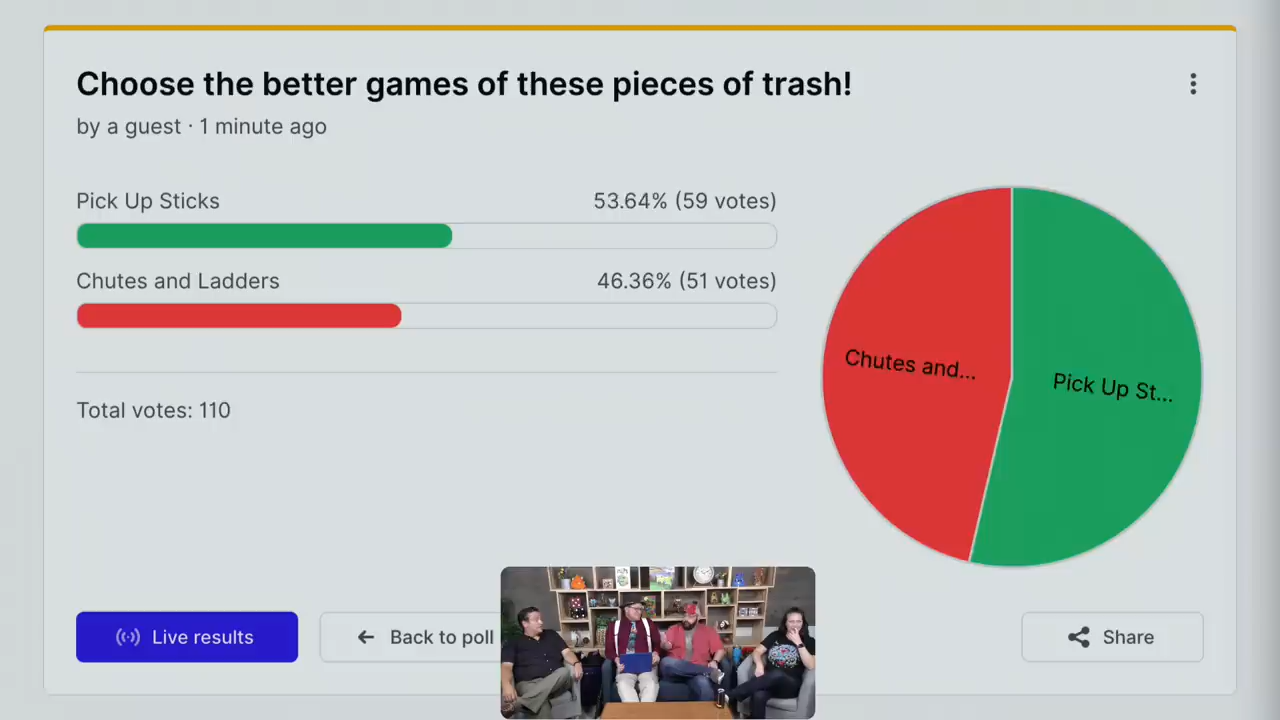 Choose the better games of these pieces of trash!
by a guest · 1 minute ago
Pick Up Sticks 53.64% (59 votes)
Chutes and Ladders 46.36% (51 votes)
Total votes: 110
Chutes and...
Pick Up St...
Live results
← Back to poll
Share